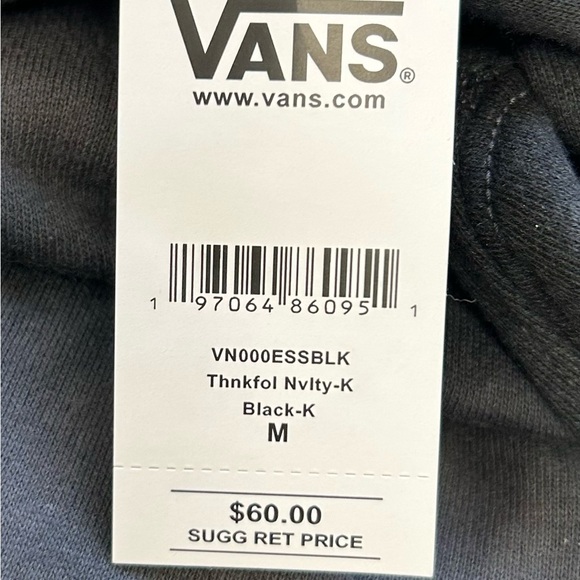 VANS®
www.vans.com
1 97064 86095 1
VN000ESSBLK
Thnkfol Nvlty-K
Black-K
M
$60.00
SUGG RET PRICE